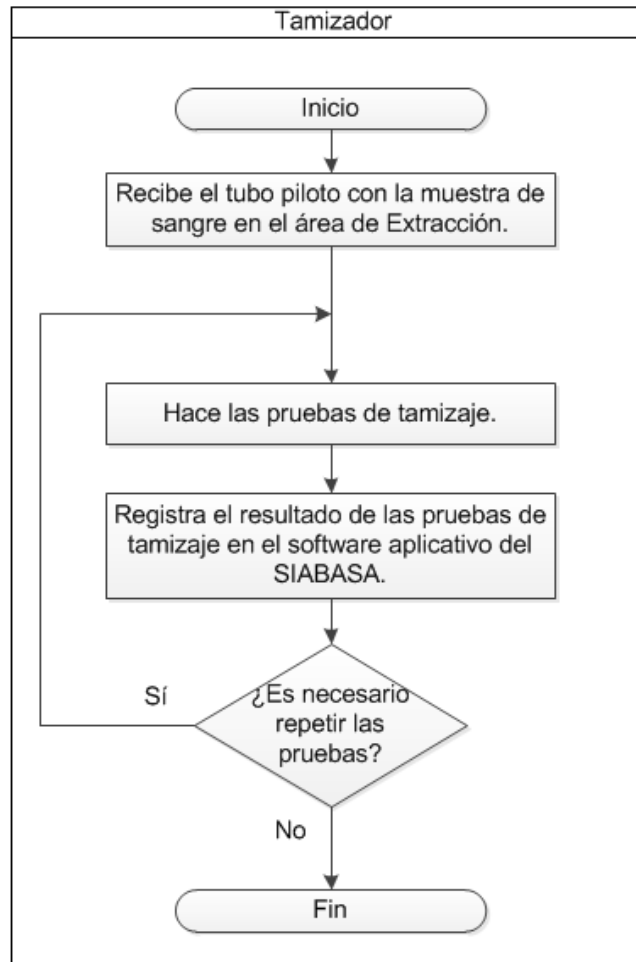 Tamizador
Inicio
Recibe el tubo piloto con la muestra de
sangre en el área de Extracción.
Hace las pruebas de tamizaje.
Registra el resultado de las pruebas de
tamizaje en el software aplicativo del
SIABASA.
¿Es necesario
repetir las
pruebas?
Sí
No
Fin